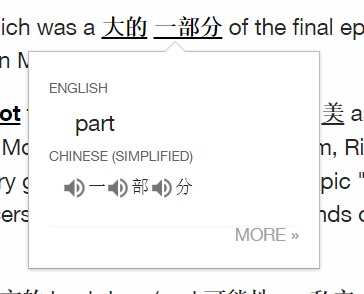 ich was a 大的 一部分 of the final ep
n M
ENGLISH
ot
part
美 a
CHINESE (SIMPLIFIED)
Mo
m, Ri
一 部 分
ry g
pic "
cers
nds o
MORE »